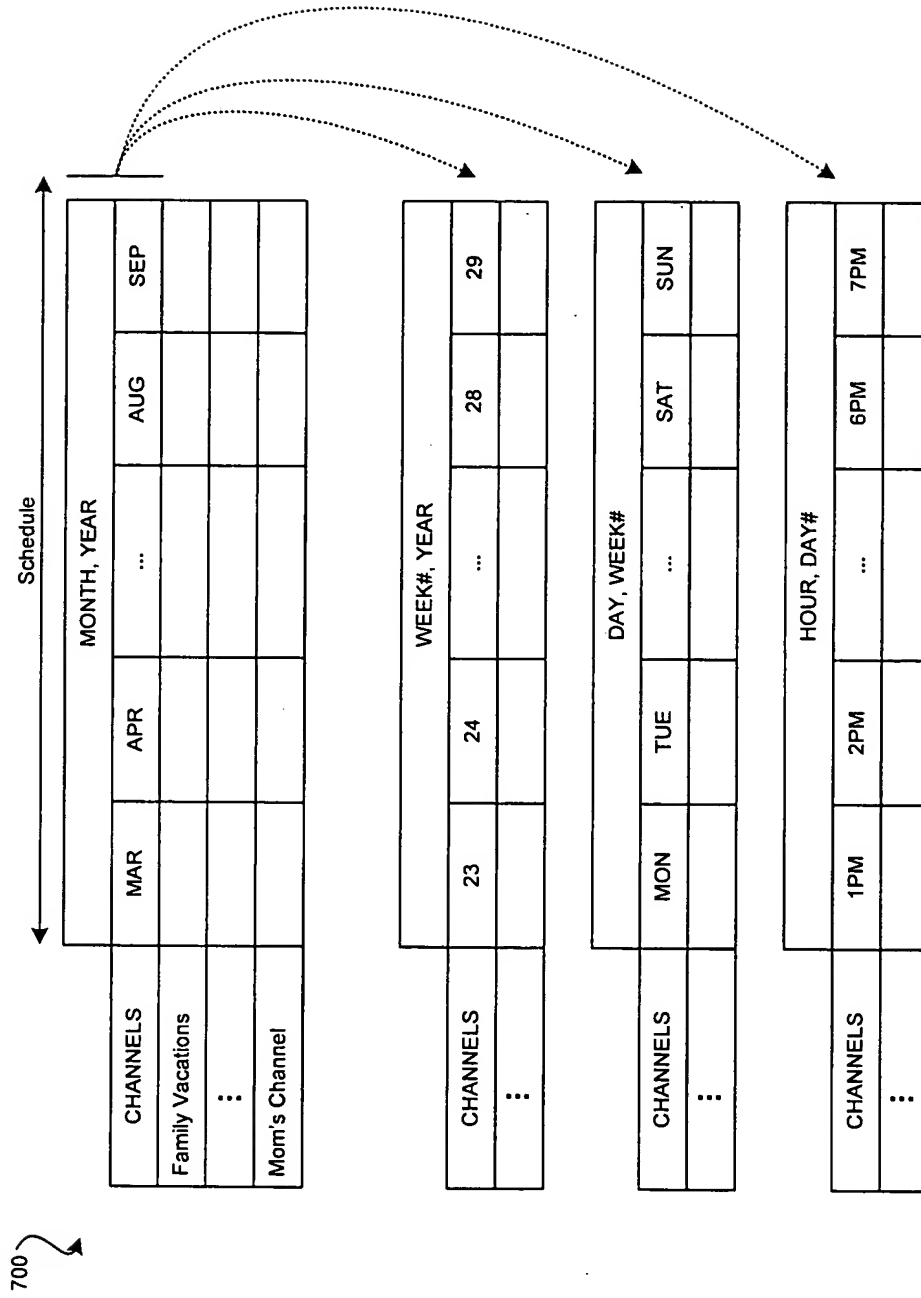 700
Schedule
MONTH, YEAR
CHANNELS MAR APR ... AUG SEP
Family Vacations
⋮
Mom's Channel
WEEK#, YEAR
CHANNELS 23 24 ... 28 29
⋮
DAY, WEEK#
CHANNELS MON TUE ... SAT SUN
⋮
HOUR, DAY#
CHANNELS 1PM 2PM ... 6PM 7PM
⋮